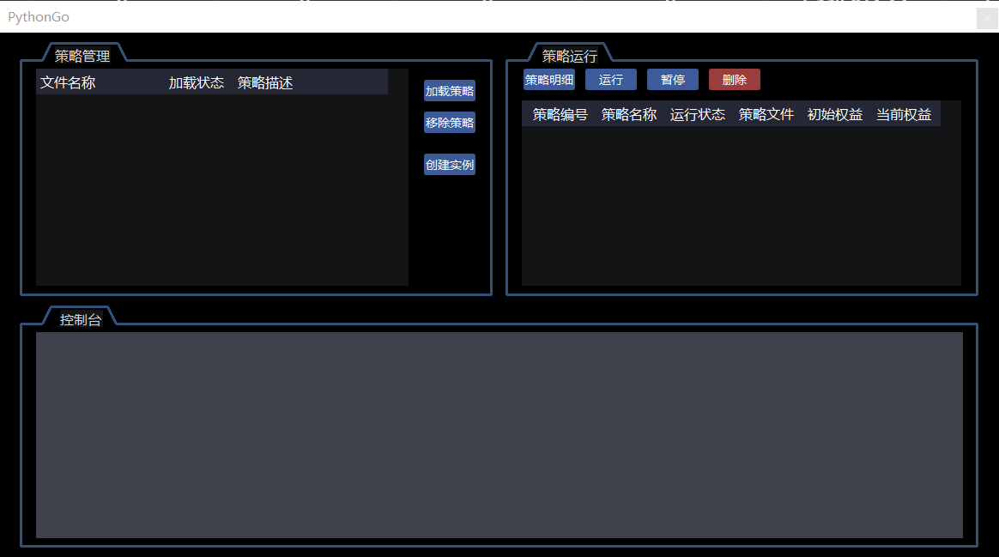 PythonGo
策略管理
文件名称 加载状态 策略描述
加载策略
移除策略
创建实例
策略运行
策略明细 运行 暂停 删除
策略编号 策略名称 运行状态 策略文件 初始权益 当前权益
控制台